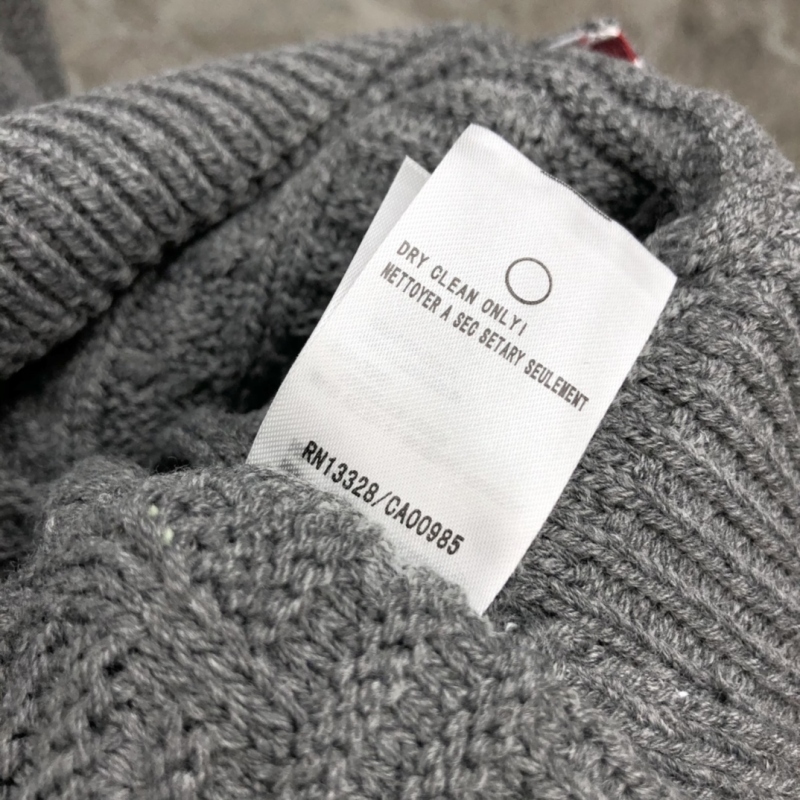 DRY CLEAN ONLY!
NETTOYER A SEC SETARY SEULEMENT
RN13328/CA00985